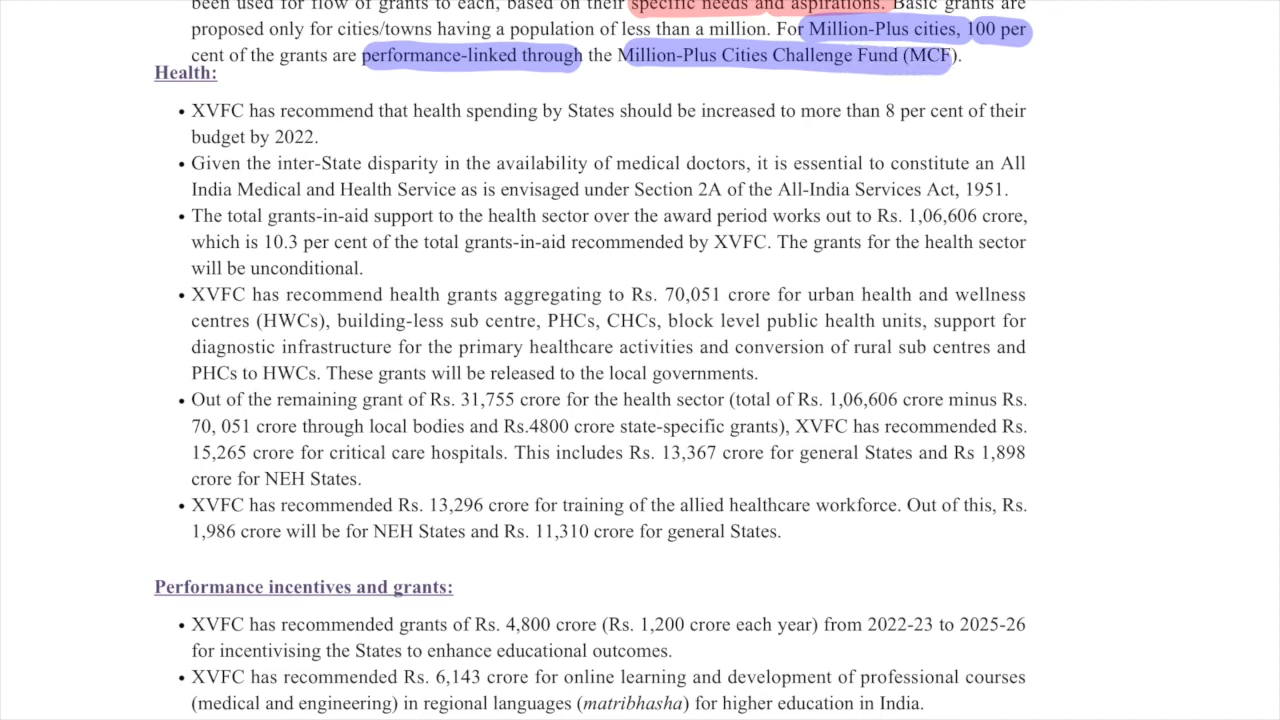 been used for flow of grants to each, based on their specific needs and aspirations. Basic grants are
proposed only for cities/towns having a population of less than a million. For Million-Plus cities, 100 per
cent of the grants are performance-linked through the Million-Plus Cities Challenge Fund (MCF).
Health:
• XVFC has recommend that health spending by States should be increased to more than 8 per cent of their
budget by 2022.
• Given the inter-State disparity in the availability of medical doctors, it is essential to constitute an All
India Medical and Health Service as is envisaged under Section 2A of the All-India Services Act, 1951.
• The total grants-in-aid support to the health sector over the award period works out to Rs. 1,06,606 crore,
which is 10.3 per cent of the total grants-in-aid recommended by XVFC. The grants for the health sector
will be unconditional.
• XVFC has recommend health grants aggregating to Rs. 70,051 crore for urban health and wellness
centres (HWCs), building-less sub centre, PHCs, CHCs, block level public health units, support for
diagnostic infrastructure for the primary healthcare activities and conversion of rural sub centres and
PHCs to HWCs. These grants will be released to the local governments.
• Out of the remaining grant of Rs. 31,755 crore for the health sector (total of Rs. 1,06,606 crore minus Rs.
70, 051 crore through local bodies and Rs.4800 crore state-specific grants), XVFC has recommended Rs.
15,265 crore for critical care hospitals. This includes Rs. 13,367 crore for general States and Rs 1,898
crore for NEH States.
• XVFC has recommended Rs. 13,296 crore for training of the allied healthcare workforce. Out of this, Rs.
1,986 crore will be for NEH States and Rs. 11,310 crore for general States.
Performance incentives and grants:
• XVFC has recommended grants of Rs. 4,800 crore (Rs. 1,200 crore each year) from 2022-23 to 2025-26
for incentivising the States to enhance educational outcomes.
• XVFC has recommended Rs. 6,143 crore for online learning and development of professional courses
(medical and engineering) in regional languages (matribhasha) for higher education in India.